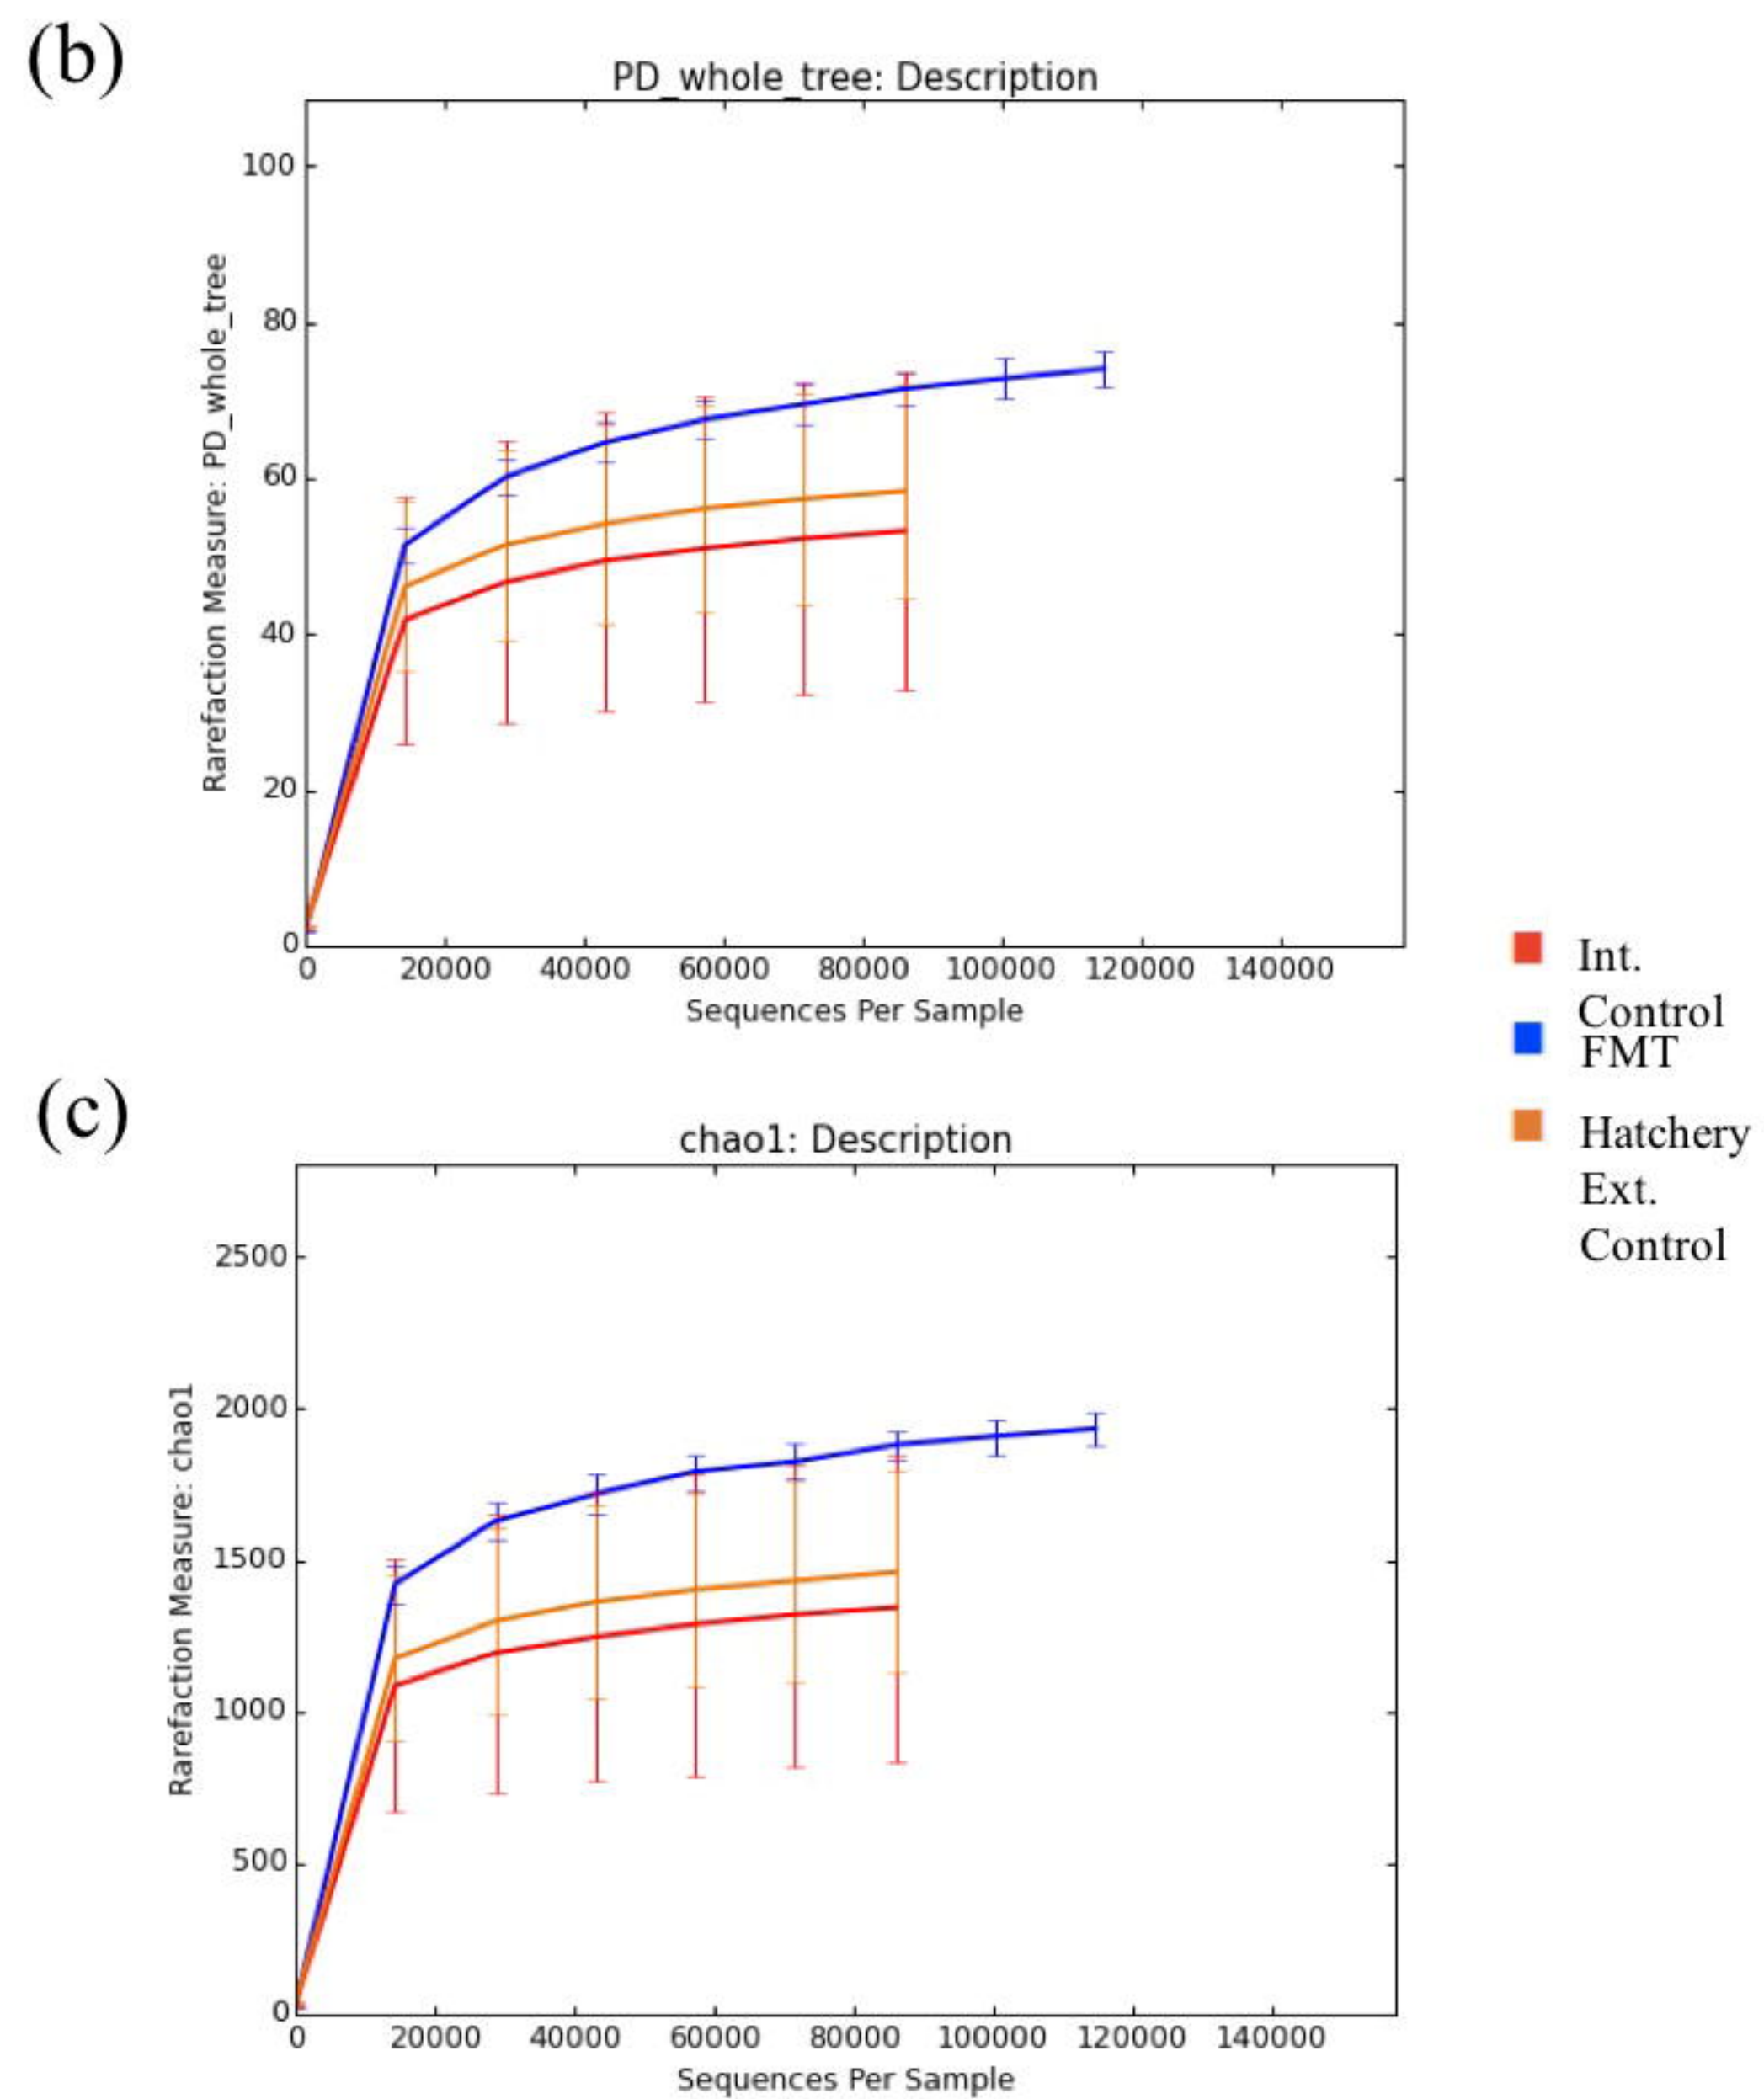 (b)
PD_whole_tree: Description
Rarefaction Measure: PD_whole_tree
100
80
60
40
20
0
0 20000 40000 60000 80000 100000 120000 140000
Sequences Per Sample
Int.
Control
FMT
Hatchery
Ext.
Control
(c)
chao1: Description
Rarefaction Measure: chao1
2500
2000
1500
1000
500
0
0 20000 40000 60000 80000 100000 120000 140000
Sequences Per Sample